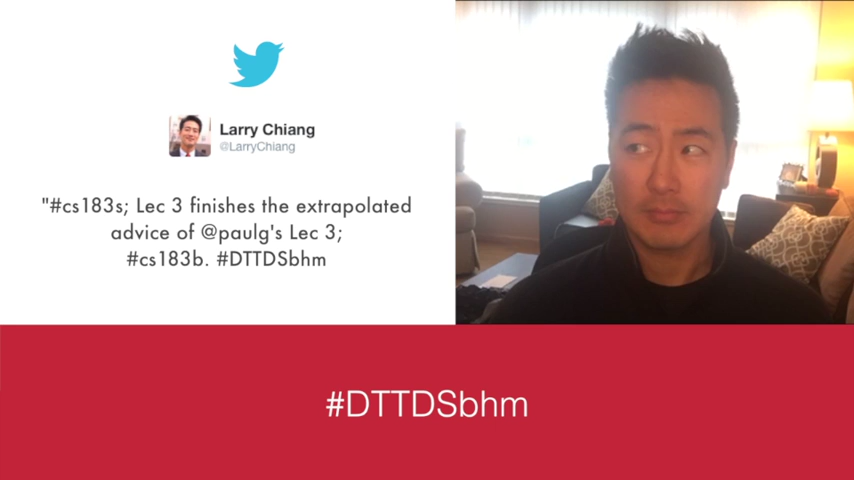 Larry Chiang
@LarryChiang
"#cs183s; Lec 3 finishes the extrapolated
advice of @paulg's Lec 3;
#cs183b. #DTTDSbhm
#DTTDSbhm